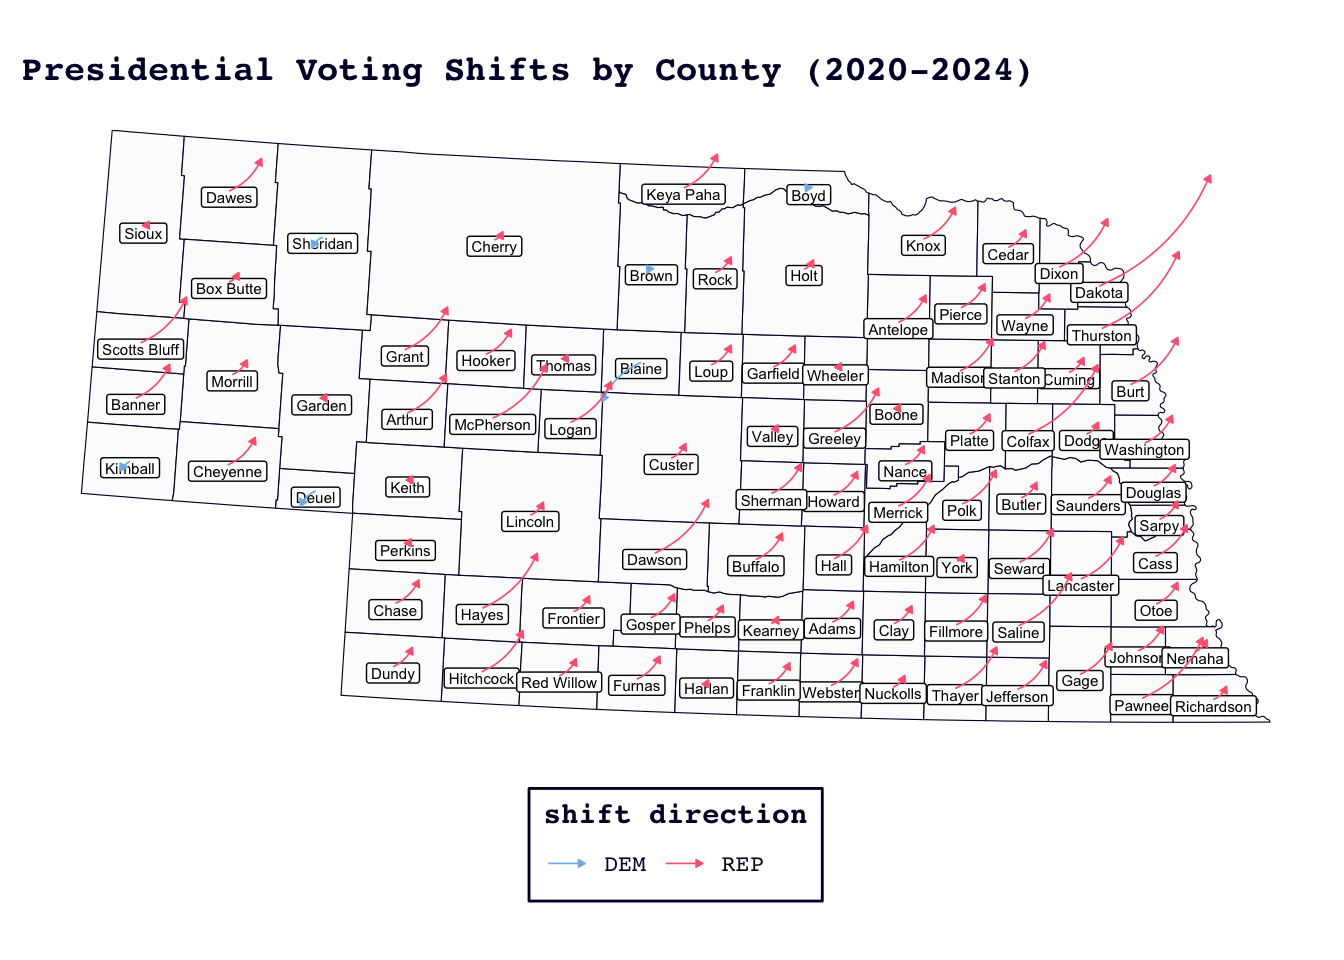 Presidential Voting Shifts by County (2020-2024)
Keya Paha
Boyd
Dawes
Sioux
Sheridan
Cherry
Knox
Cedar
Dixon
Brown
Rock
Holt
Box Butte
Dakota
Pierce
Wayne
Antelope
Thurston
Scotts Bluff
Grant
Hooker
Thomas
Blaine
Loup
Garfield
Wheeler
Madison
Stanton
Cuming
Morrill
Burt
Banner
Garden
Arthur
McPherson
Logan
Valley
Greeley
Boone
Platte
Colfax
Dodge
Washington
Kimball
Cheyenne
Custer
Nance
Keith
Deuel
Sherman
Howard
Merrick
Polk
Butler
Saunders
Douglas
Lincoln
Sarpy
Perkins
Dawson
Buffalo
Hall
Hamilton
York
Seward
Lancaster
Cass
Chase
Hayes
Frontier
Gosper
Phelps
Kearney
Adams
Clay
Fillmore
Saline
Otoe
Dundy
Hitchcock
Red Willow
Furnas
Harlan
Franklin
Webster
Nuckolls
Thayer
Jefferson
Gage
Johnson
Nemaha
Pawnee
Richardson
shift direction
DEM REP